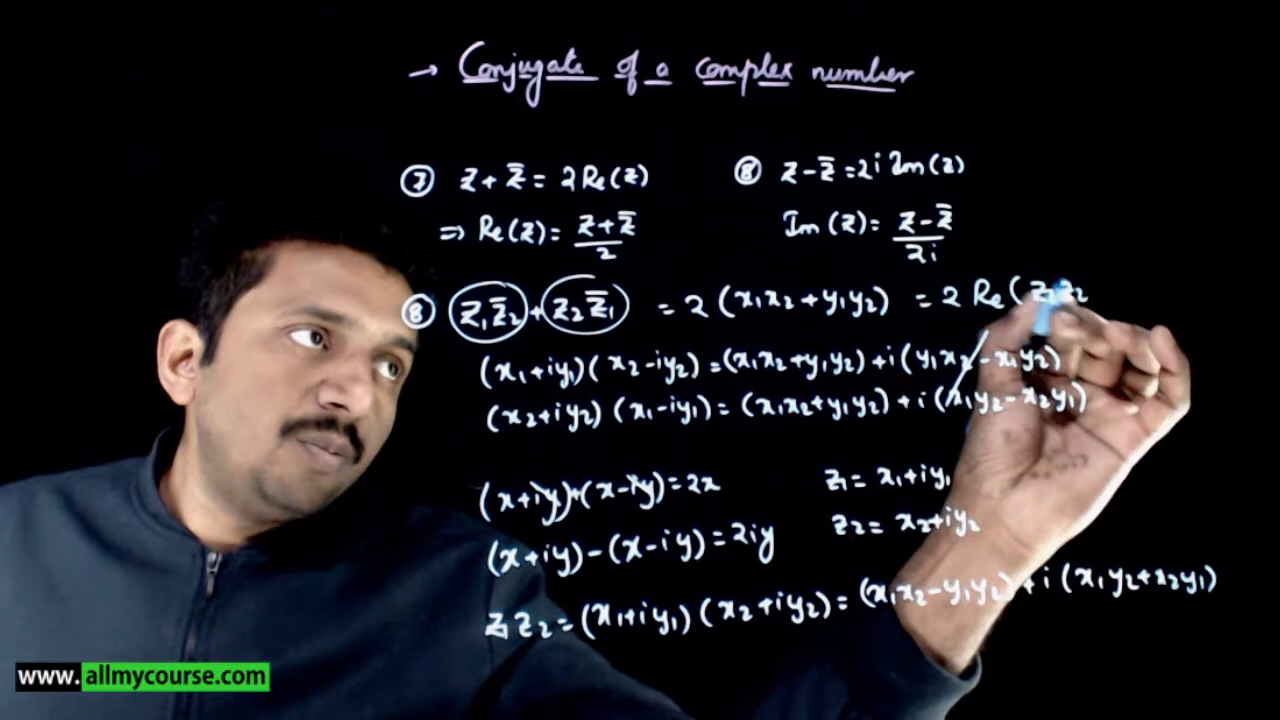 → Conjugate of a complex number
⑦ z + z̅ = 2 Re(z)
⇒ Re(z) = (z + z̅)/2
⑧ z − z̅ = 2i Im(z)
Im(z) = (z − z̅)/2i
⑧ z₁z̅₂ + z₂z̅₁ = 2 (x₁x₂ + y₁y₂) = 2 Re(z₁z₂
(x₁+iy₁)(x₂−iy₂) = (x₁x₂+y₁y₂) + i(y₁x₂−x₁y₂)
(x₂+iy₂)(x₁−iy₁) = (x₁x₂+y₁y₂) + i(x₁y₂−x₂y₁)
(x+iy)+(x−iy) = 2x
(x+iy)−(x−iy) = 2iy
z₁ = x₁+iy₁
z₂ = x₂+iy₂
z₁z₂ = (x₁+iy₁)(x₂+iy₂) = (x₁x₂−y₁y₂) + i(x₁y₂+x₂y₁)
www.allmycourse.com